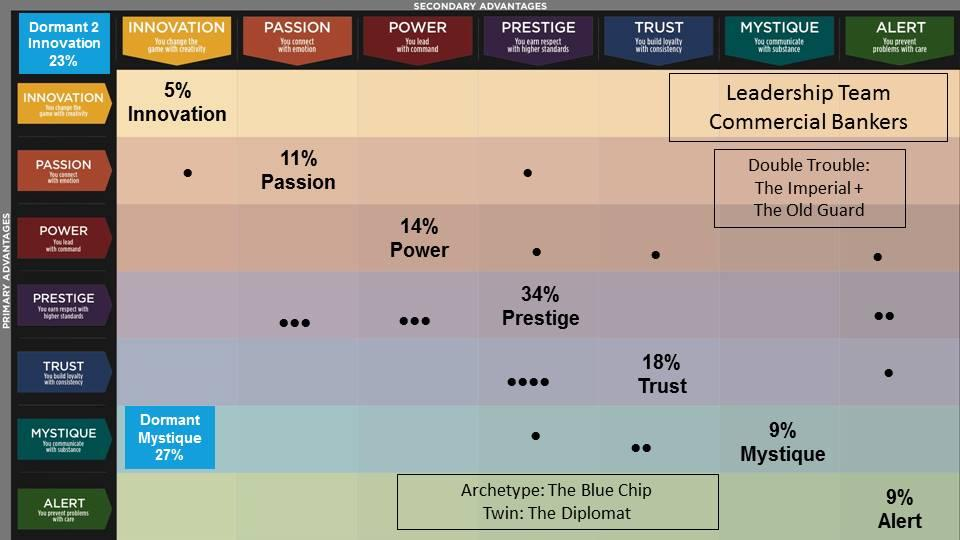 SECONDARY ADVANTAGES
Dormant 2
Innovation
23%
INNOVATION
You change the
game with creativity
PASSION
You connect
with emotion
POWER
You lead
with command
PRESTIGE
You earn respect
with higher standards
TRUST
You build loyalty
with consistency
MYSTIQUE
You communicate
with substance
ALERT
You prevent
problems with care
PRIMARY ADVANTAGES
INNOVATION
You change the
game with creativity
5%
Innovation
Leadership Team
Commercial Bankers
PASSION
You connect
with emotion
11%
Passion
Double Trouble:
The Imperial +
The Old Guard
POWER
You lead
with command
14%
Power
PRESTIGE
You earn respect with
higher standards
34%
Prestige
TRUST
You build loyalty
with consistency
18%
Trust
MYSTIQUE
You communicate
with substance
Dormant
Mystique
27%
9%
Mystique
ALERT
You prevent problems
with care
Archetype: The Blue Chip
Twin: The Diplomat
9%
Alert